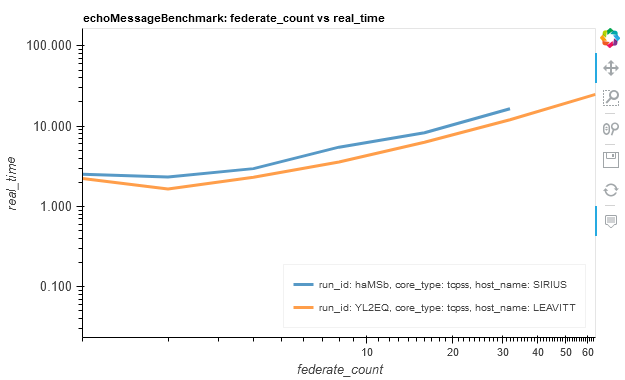 echoMessageBenchmark: federate_count vs real_time
100.000
10.000
1.000
0.100
real_time
run_id: haMSb, core_type: tcpss, host_name: SIRIUS
run_id: YL2EQ, core_type: tcpss, host_name: LEAVITT
10 20 30 40 50 60
federate_count